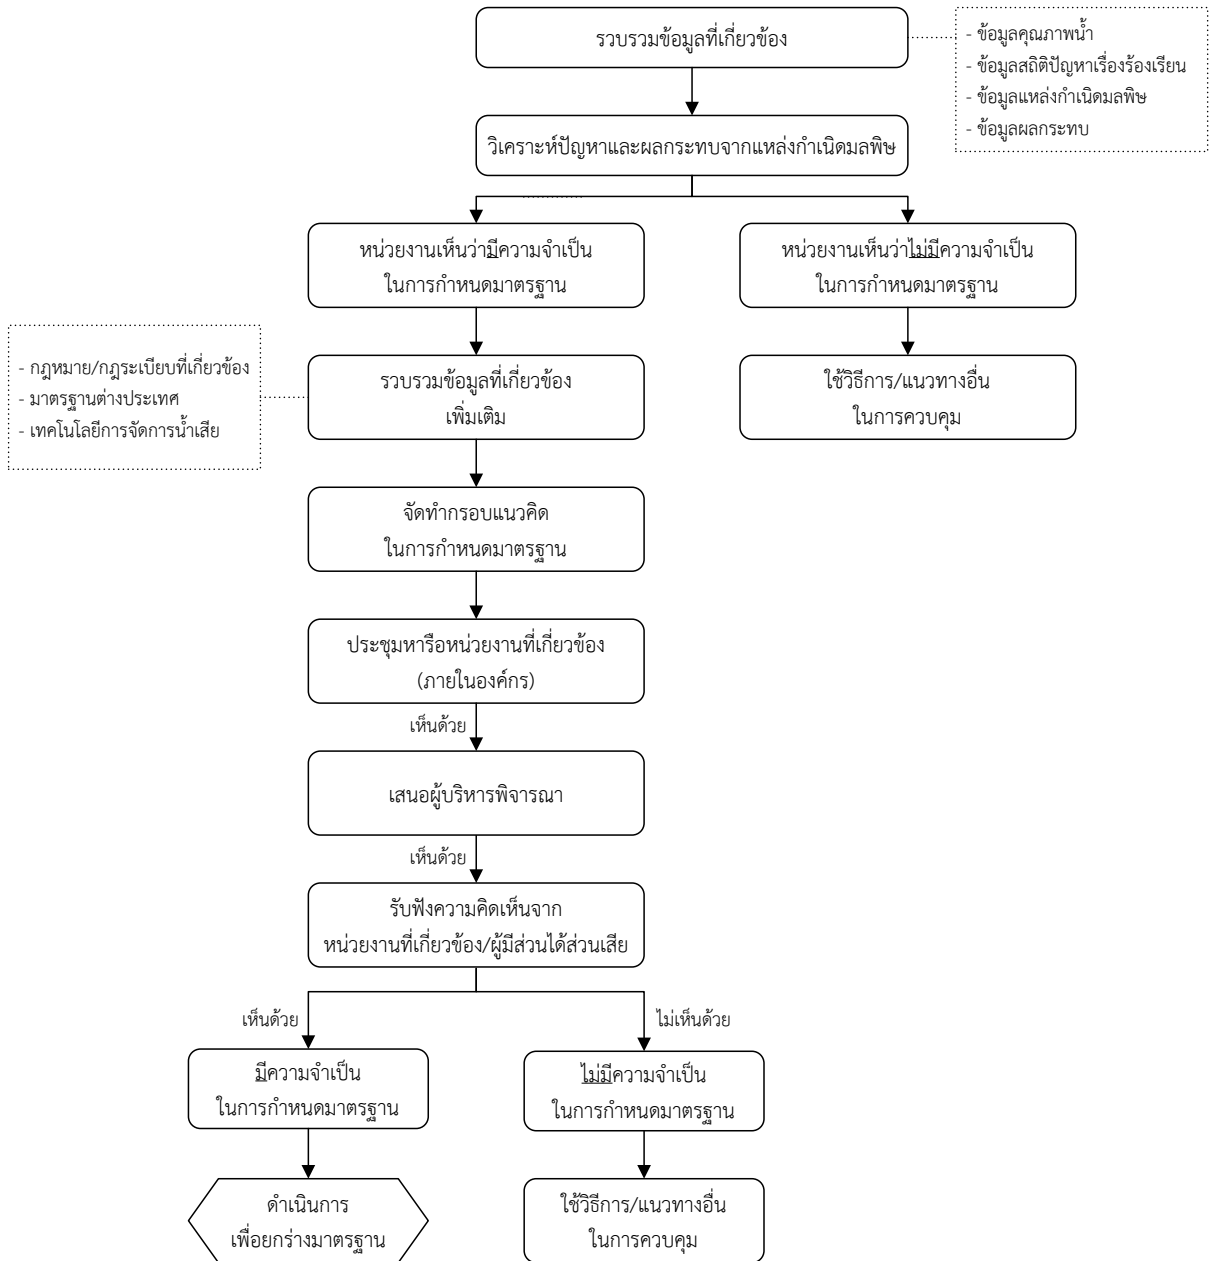 รวบรวมข้อมูลที่เกี่ยวข้อง
- ข้อมูลคุณภาพน้ำ
- ข้อมูลสถิติปัญหาเรื่องร้องเรียน
- ข้อมูลแหล่งกำเนิดมลพิษ
- ข้อมูลผลกระทบ
วิเคราะห์ปัญหาและผลกระทบจากแหล่งกำเนิดมลพิษ
หน่วยงานเห็นว่ามีความจำเป็น
ในการกำหนดมาตรฐาน
หน่วยงานเห็นว่าไม่มีความจำเป็น
ในการกำหนดมาตรฐาน
- กฎหมาย/กฎระเบียบที่เกี่ยวข้อง
- มาตรฐานต่างประเทศ
- เทคโนโลยีการจัดการน้ำเสีย
รวบรวมข้อมูลที่เกี่ยวข้อง
เพิ่มเติม
ใช้วิธีการ/แนวทางอื่น
ในการควบคุม
จัดทำกรอบแนวคิด
ในการกำหนดมาตรฐาน
ประชุมหารือหน่วยงานที่เกี่ยวข้อง
(ภายในองค์กร)
เห็นด้วย
เสนอผู้บริหารพิจารณา
เห็นด้วย
รับฟังความคิดเห็นจาก
หน่วยงานที่เกี่ยวข้อง/ผู้มีส่วนได้ส่วนเสีย
เห็นด้วย
ไม่เห็นด้วย
มีความจำเป็น
ในการกำหนดมาตรฐาน
ไม่มีความจำเป็น
ในการกำหนดมาตรฐาน
ดำเนินการ
เพื่อยกร่างมาตรฐาน
ใช้วิธีการ/แนวทางอื่น
ในการควบคุม